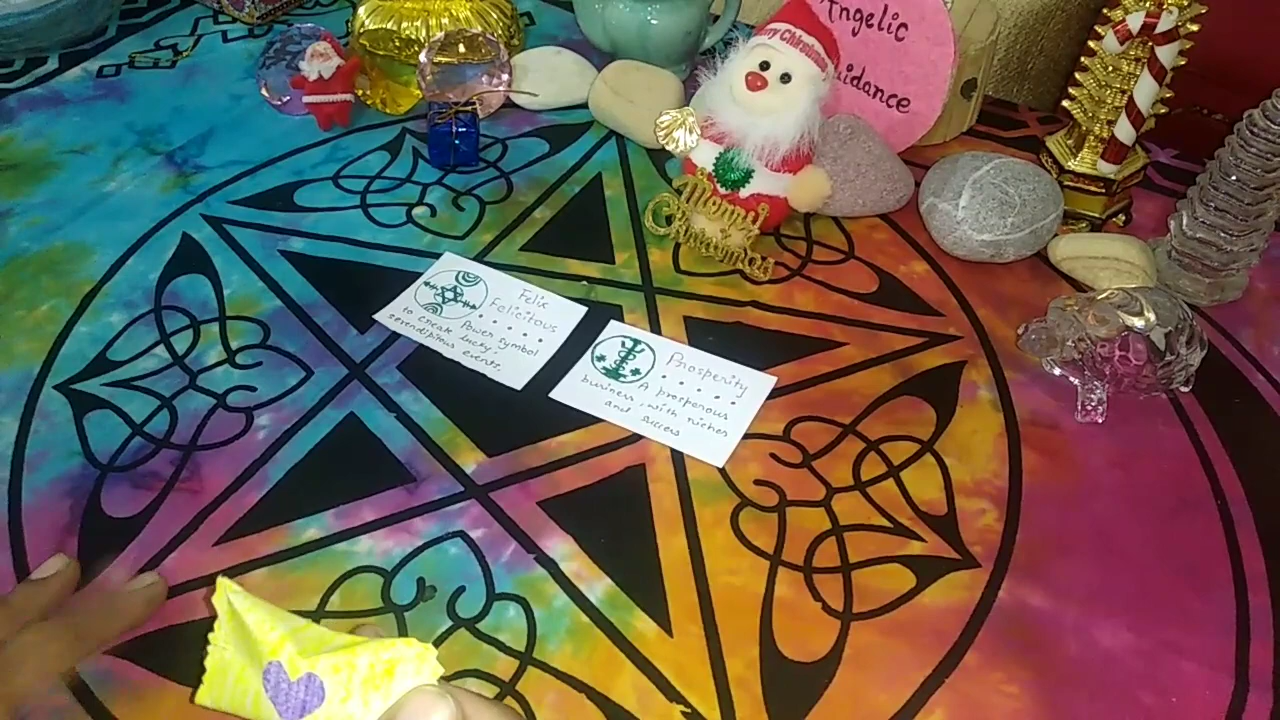 Angelic
uidance
Merry Christmas
Merry
Christmas
Felix
Felicitous
Power symbol
to create lucky,
serendipitous events.
Prosperity
A prosperous
business, with riches
and success